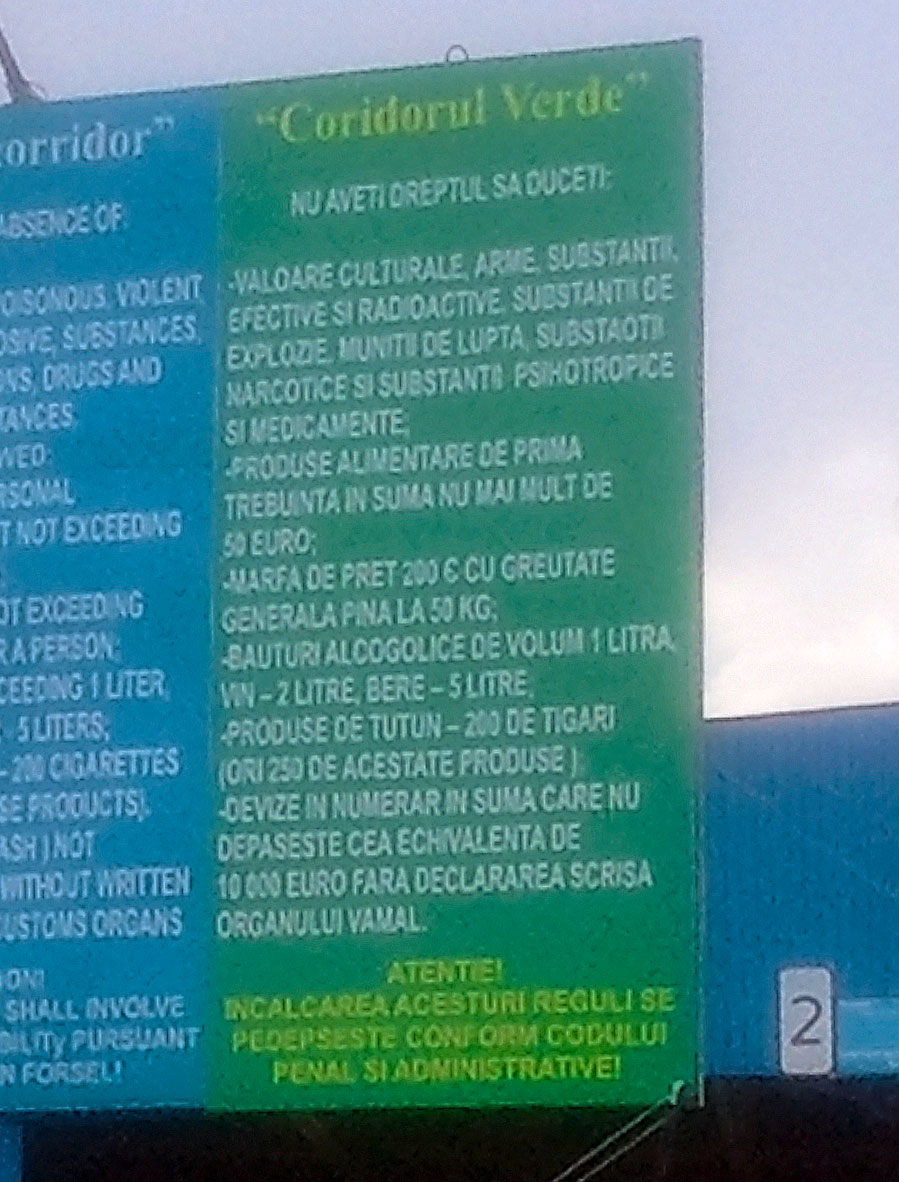 orridor"
ABSENCE OF:
OISONOUS, VIOLENT
OSIVE, SUBSTANCES,
NS, DRUGS AND
TANCES.
WED:
RSONAL
T NOT EXCEEDING
OT EXCEEDING
R A PERSON;
CEEDING 1 LITER,
5 LITERS;
– 200 CIGARETTES
SE PRODUCTS).
ASH ) NOT
WITHOUT WRITTEN
CUSTOMS ORGANS
ON!
SHALL INVOLVE
BILITy PURSUANT
N FORSEL!
"Coridorul Verde"
NU AVETI DREPTUL SA DUCETI:
-VALOARE CULTURALE, ARME, SUBSTANTII,
EFECTIVE SI RADIOACTIVE, SUBSTANTII DE
EXPLOZIE, MUNITII DE LUPTA, SUBSTAOTII
NARCOTICE SI SUBSTANTII PSIHOTROPICE
SI MEDICAMENTE;
-PRODUSE ALIMENTARE DE PRIMA
TREBUINTA IN SUMA NU MAI MULT DE
50 EURO;
-MARFA DE PRET 200 € CU GREUTATE
GENERALA PINA LA 50 KG;
-BAUTURI ALCOGOLICE DE VOLUM 1 LITRA,
VIN – 2 LITRE, BERE – 5 LITRE,
-PRODUSE DE TUTUN – 200 DE TIGARI
(ORI 250 DE ACESTATE PRODUSE );
-DEVIZE IN NUMERAR IN SUMA CARE NU
DEPASESTE CEA ECHIVALENTA DE
10 000 EURO FARA DECLARAREA SCRISA
ORGANULUI VAMAL.
ATENTIE!
INCALCAREA ACESTURI REGULI SE
PEDEPSESTE CONFORM CODULUI
PENAL SI ADMINISTRATIVE!
2